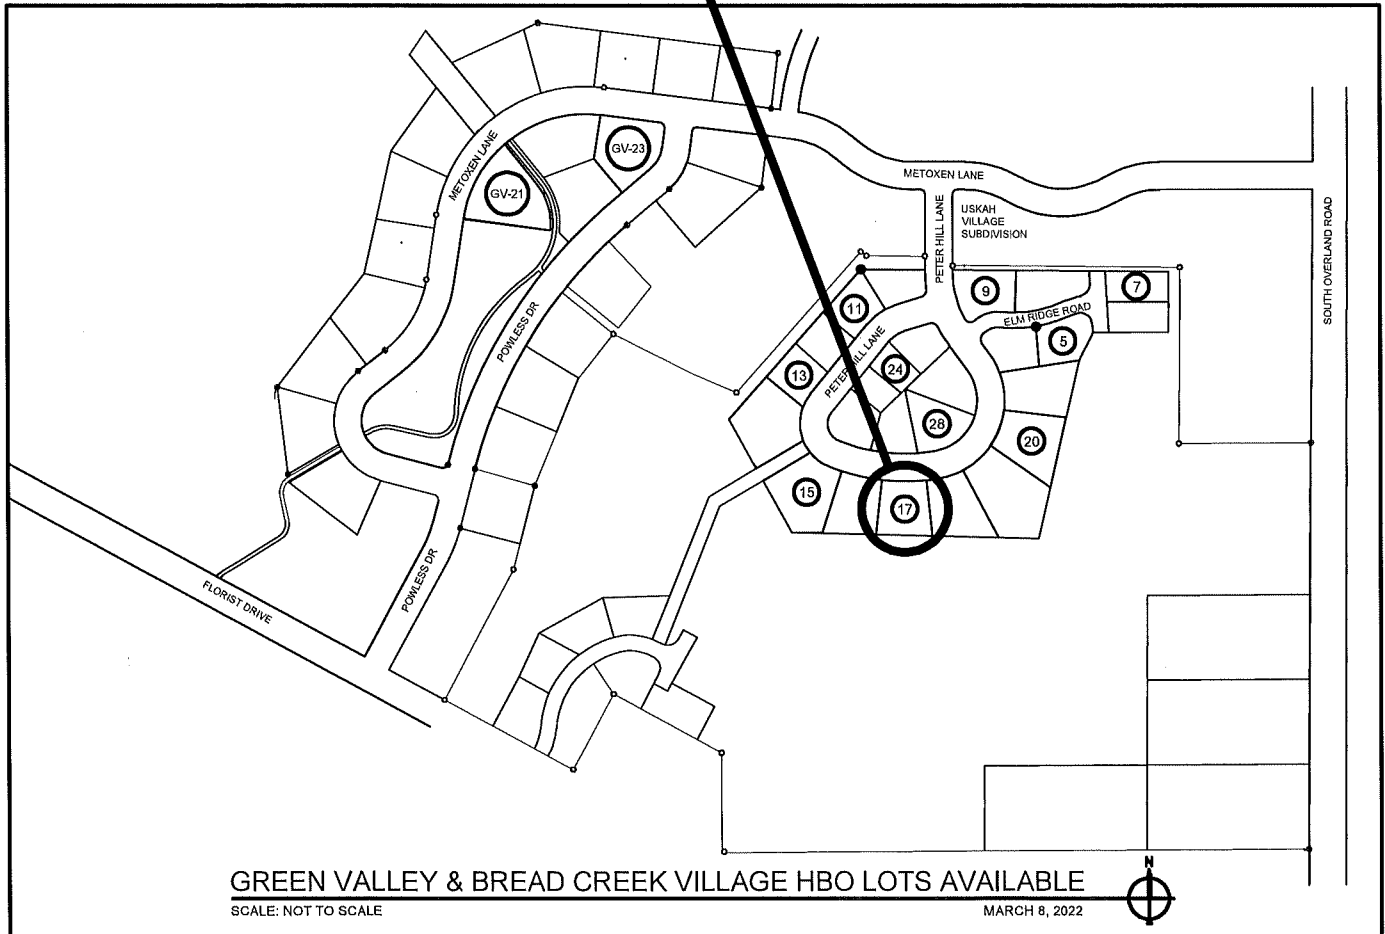 GV-23
METOXEN LANE
GV-21
METOXEN LANE
PETER HILL LANE
USKAH
VILLAGE
SUBDIVISION
SOUTH OVERLAND ROAD
9
7
11
ELM RIDGE ROAD
5
POWLESS DR
PETER HILL LANE
24
13
28
20
15
17
POWLESS DR
FLORIST DRIVE
GREEN VALLEY & BREAD CREEK VILLAGE HBO LOTS AVAILABLE
SCALE: NOT TO SCALE
MARCH 8, 2022
N
S